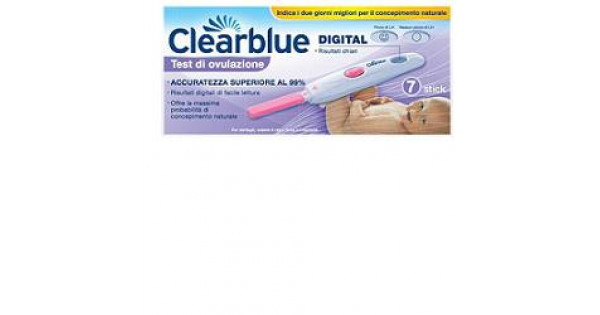 Indica i due giorni migliori per il concepimento naturale
Clearblue
DIGITAL
• Risultati chiari
Test di ovulazione
• ACCURATEZZA SUPERIORE AL 99%
• Risultati digitali di facile lettura
• Offre la massima
probabilità di
concepimento naturale
7 stick
Clearblue